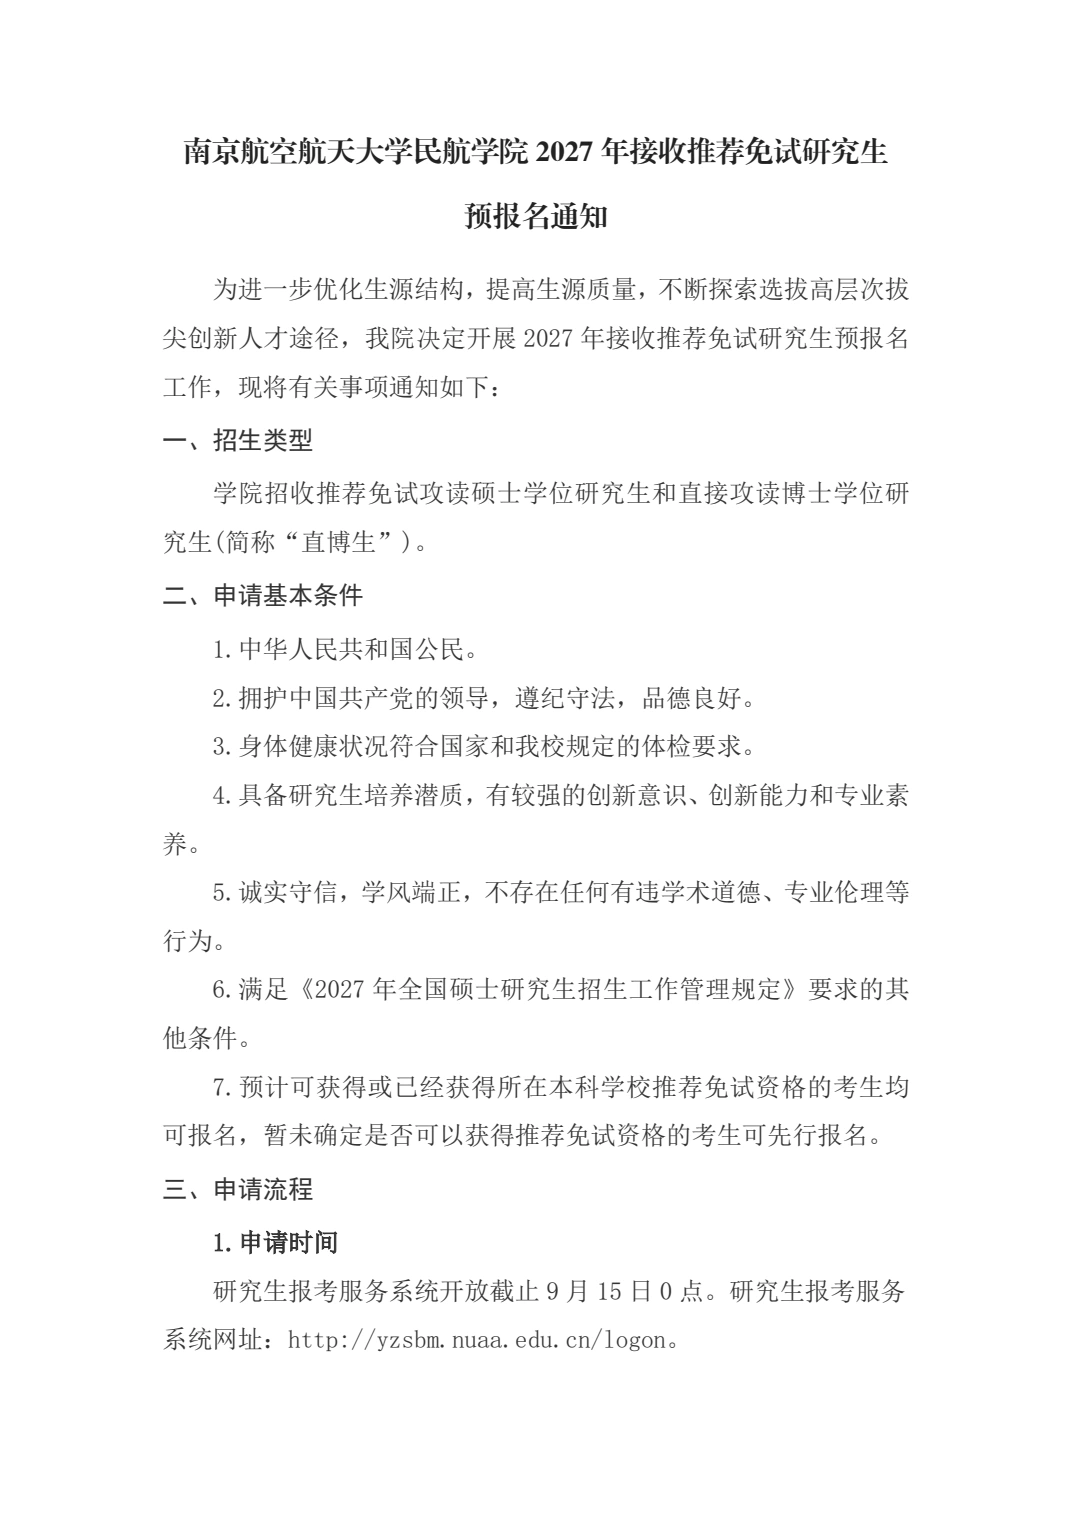 南京航空航天大学民航学院 2027 年接收推荐免试研究生
预报名通知
为进一步优化生源结构，提高生源质量，不断探索选拔高层次拔
尖创新人才途径，我院决定开展 2027 年接收推荐免试研究生预报名
工作，现将有关事项通知如下：
一、招生类型
学院招收推荐免试攻读硕士学位研究生和直接攻读博士学位研
究生(简称“直博生”)。
二、申请基本条件
1.中华人民共和国公民。
2.拥护中国共产党的领导，遵纪守法，品德良好。
3.身体健康状况符合国家和我校规定的体检要求。
4.具备研究生培养潜质，有较强的创新意识、创新能力和专业素
养。
5.诚实守信，学风端正，不存在任何有违学术道德、专业伦理等
行为。
6.满足《2027 年全国硕士研究生招生工作管理规定》要求的其
他条件。
7.预计可获得或已经获得所在本科学校推荐免试资格的考生均
可报名，暂未确定是否可以获得推荐免试资格的考生可先行报名。
三、申请流程
1.申请时间
研究生报考服务系统开放截止 9 月 15 日 0 点。研究生报考服务
系统网址：http://yzsbm.nuaa.edu.cn/logon。